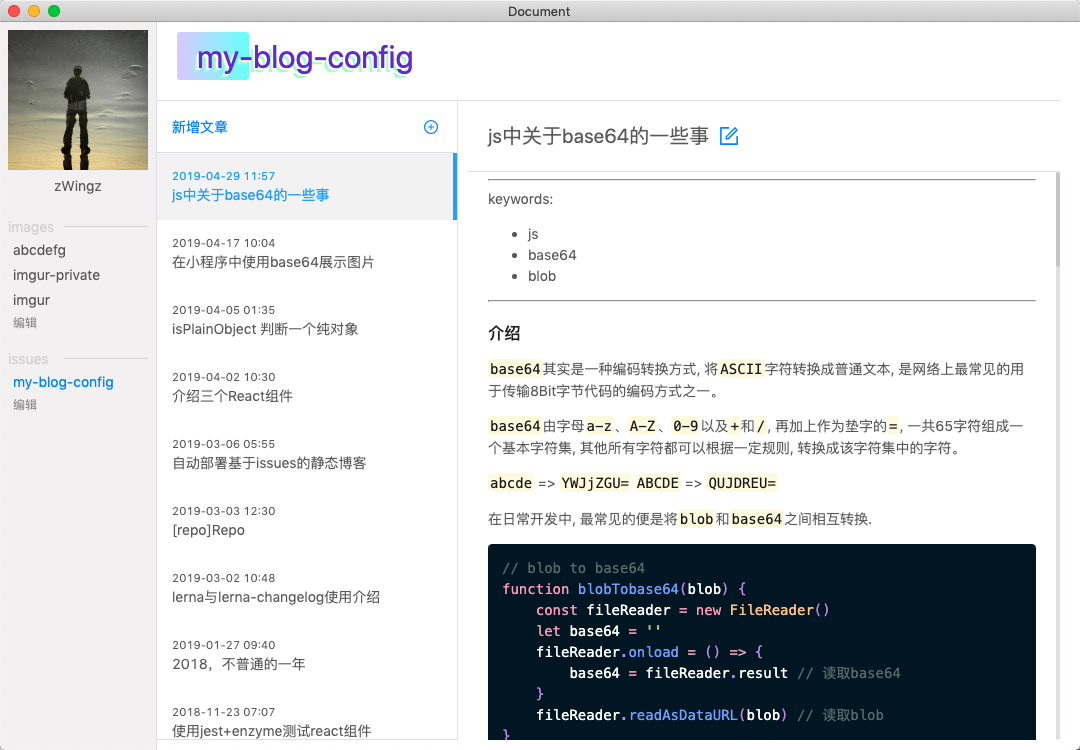 Document
my-blog-config
zWingz
images
abcdefg
imgur-private
imgur
编辑
issues
my-blog-config
编辑
新增文章
2019-04-29 11:57
js中关于base64的一些事
2019-04-17 10:04
在小程序中使用base64展示图片
2019-04-05 01:35
isPlainObject 判断一个纯对象
2019-04-02 10:30
介绍三个React组件
2019-03-06 05:55
自动部署基于issues的静态博客
2019-03-03 12:30
[repo]Repo
2019-03-02 10:48
lerna与lerna-changelog使用介绍
2019-01-27 09:40
2018，不普通的一年
2018-11-23 07:07
使用jest+enzyme测试react组件
js中关于base64的一些事
keywords:
js
base64
blob
介绍
base64其实是一种编码转换方式, 将ASCII字符转换成普通文本, 是网络上最常见的用
于传输8Bit字节代码的编码方式之一。
base64由字母a-z、A-Z、0-9以及+和/, 再加上作为垫字的=, 一共65字符组成一
个基本字符集, 其他所有字符都可以根据一定规则, 转换成该字符集中的字符。
abcde => YWJjZGU= ABCDE => QUJDREU=
在日常开发中, 最常见的便是将blob和base64之间相互转换.
// blob to base64
function blobTobase64(blob) {
    const fileReader = new FileReader()
    let base64 = ''
    fileReader.onload = () => {
        base64 = fileReader.result // 读取base64
    }
    fileReader.readAsDataURL(blob) // 读取blob
}